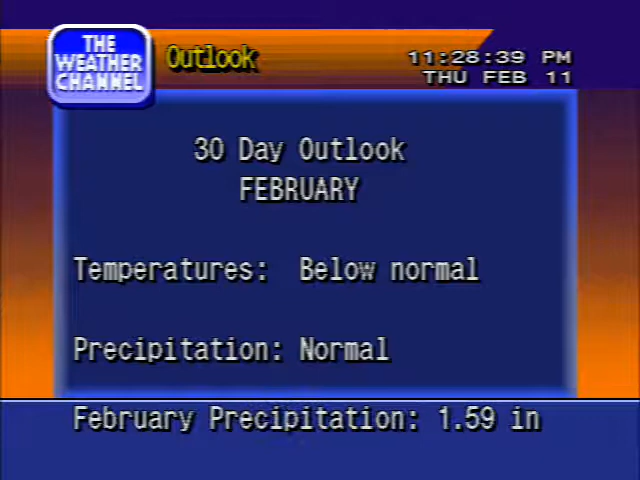 THE
WEATHER
CHANNEL
Outlook
11:28:39 PM
THU FEB 11
30 Day Outlook
FEBRUARY
Temperatures: Below normal
Precipitation: Normal
February Precipitation: 1.59 in